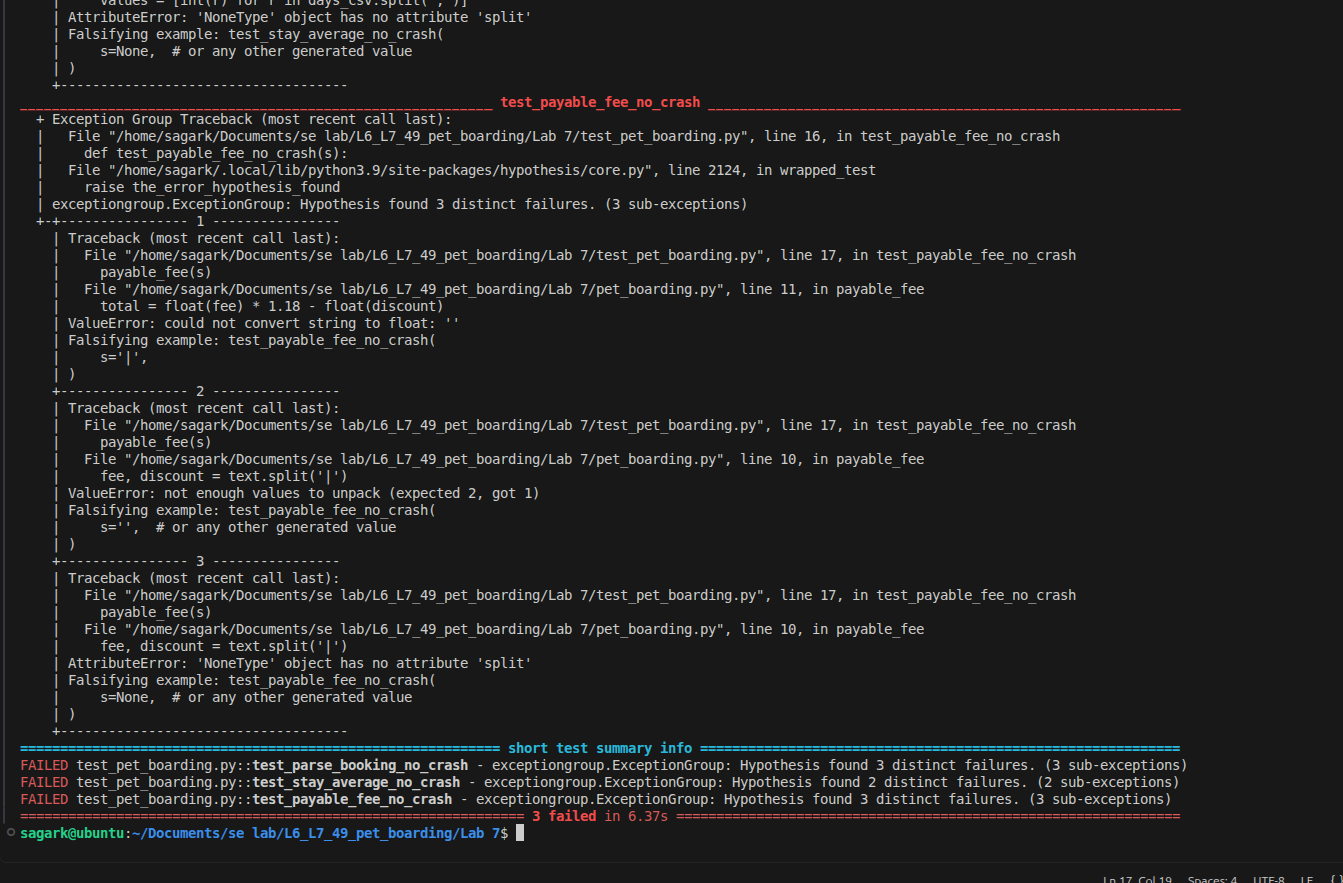 |     values = [int(r) for r in days_csv.split(',')]
| AttributeError: 'NoneType' object has no attribute 'split'
| Falsifying example: test_stay_average_no_crash(
|     s=None,  # or any other generated value
| )
+------------------------------------
___________________________________________________________ test_payable_fee_no_crash ___________________________________________________________
+ Exception Group Traceback (most recent call last):
|   File "/home/sagark/Documents/se lab/L6_L7_49_pet_boarding/Lab 7/test_pet_boarding.py", line 16, in test_payable_fee_no_crash
|     def test_payable_fee_no_crash(s):
|   File "/home/sagark/.local/lib/python3.9/site-packages/hypothesis/core.py", line 2124, in wrapped_test
|     raise the_error_hypothesis_found
| exceptiongroup.ExceptionGroup: Hypothesis found 3 distinct failures. (3 sub-exceptions)
+-+---------------- 1 ----------------
| Traceback (most recent call last):
|   File "/home/sagark/Documents/se lab/L6_L7_49_pet_boarding/Lab 7/test_pet_boarding.py", line 17, in test_payable_fee_no_crash
|     payable_fee(s)
|   File "/home/sagark/Documents/se lab/L6_L7_49_pet_boarding/Lab 7/pet_boarding.py", line 11, in payable_fee
|     total = float(fee) * 1.18 - float(discount)
| ValueError: could not convert string to float: ''
| Falsifying example: test_payable_fee_no_crash(
|     s='|',
| )
+---------------- 2 ----------------
| Traceback (most recent call last):
|   File "/home/sagark/Documents/se lab/L6_L7_49_pet_boarding/Lab 7/test_pet_boarding.py", line 17, in test_payable_fee_no_crash
|     payable_fee(s)
|   File "/home/sagark/Documents/se lab/L6_L7_49_pet_boarding/Lab 7/pet_boarding.py", line 10, in payable_fee
|     fee, discount = text.split('|')
| ValueError: not enough values to unpack (expected 2, got 1)
| Falsifying example: test_payable_fee_no_crash(
|     s='',  # or any other generated value
| )
+---------------- 3 ----------------
| Traceback (most recent call last):
|   File "/home/sagark/Documents/se lab/L6_L7_49_pet_boarding/Lab 7/test_pet_boarding.py", line 17, in test_payable_fee_no_crash
|     payable_fee(s)
|   File "/home/sagark/Documents/se lab/L6_L7_49_pet_boarding/Lab 7/pet_boarding.py", line 10, in payable_fee
|     fee, discount = text.split('|')
| AttributeError: 'NoneType' object has no attribute 'split'
| Falsifying example: test_payable_fee_no_crash(
|     s=None,  # or any other generated value
| )
+------------------------------------
============================================================ short test summary info ============================================================
FAILED test_pet_boarding.py::test_parse_booking_no_crash - exceptiongroup.ExceptionGroup: Hypothesis found 3 distinct failures. (3 sub-exceptions)
FAILED test_pet_boarding.py::test_stay_average_no_crash - exceptiongroup.ExceptionGroup: Hypothesis found 2 distinct failures. (2 sub-exceptions)
FAILED test_pet_boarding.py::test_payable_fee_no_crash - exceptiongroup.ExceptionGroup: Hypothesis found 3 distinct failures. (3 sub-exceptions)
=============================================================== 3 failed in 6.37s ===============================================================
sagark@ubuntu:~/Documents/se lab/L6_L7_49_pet_boarding/Lab 7$
Ln 17, Col 19 Spaces: 4 UTF-8 LF